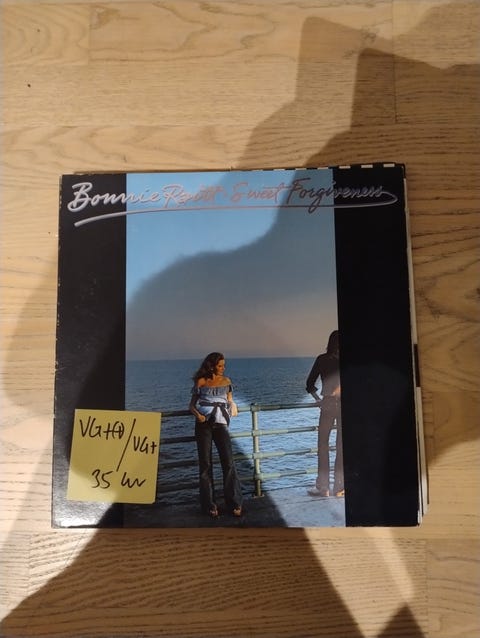 Bonnie Raitt · Sweet Forgiveness
VG+(+)/VG+
35 kr